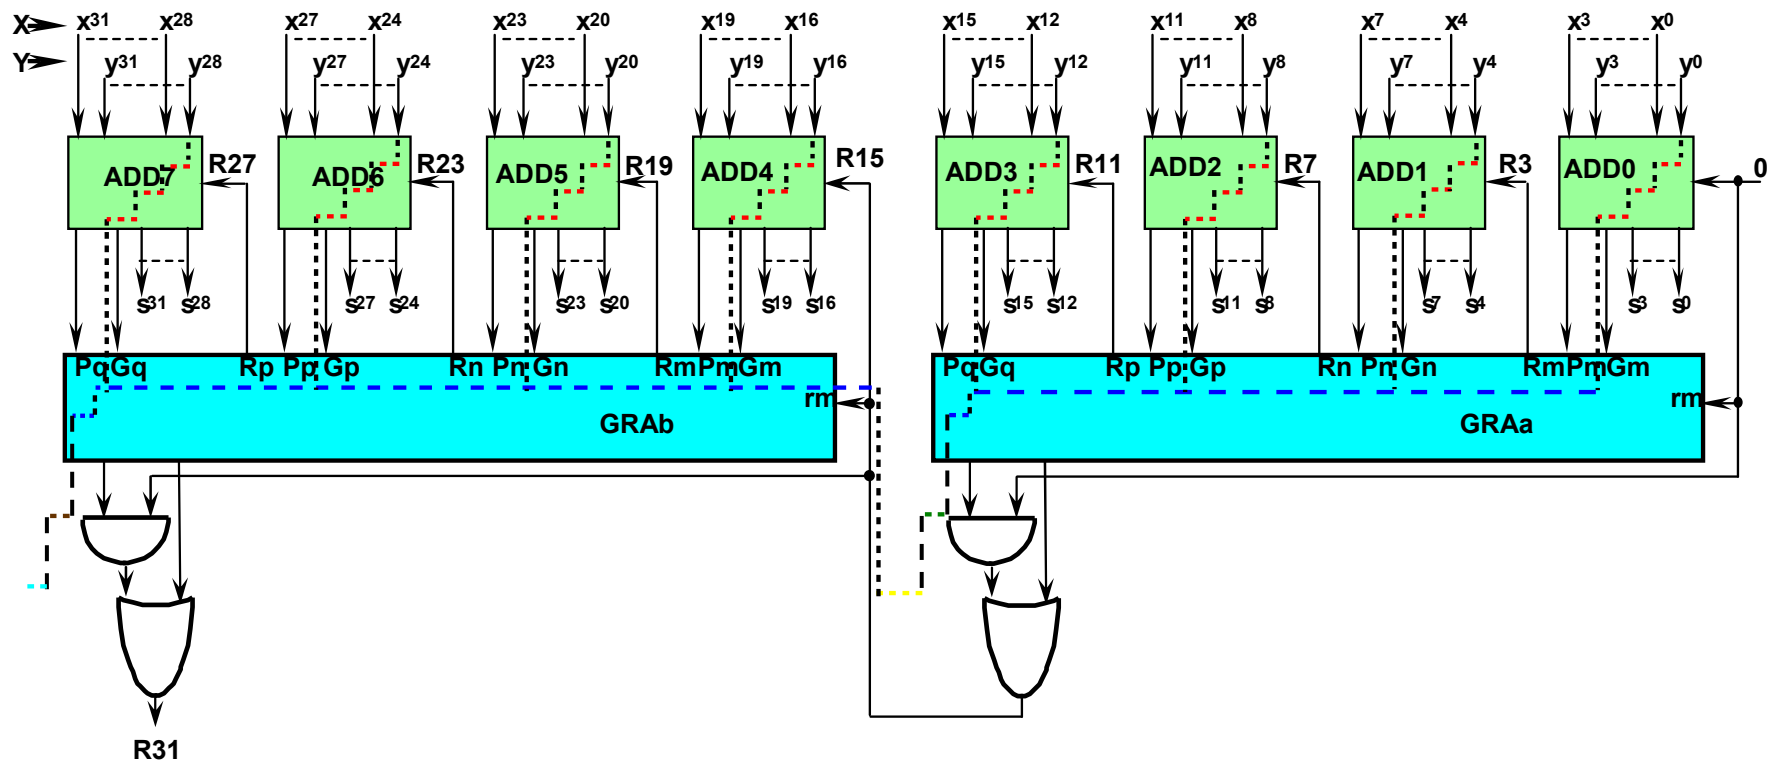 X x31 x28 x27 x24 x23 x20 x19 x16 x15 x12 x11 x8 x7 x4 x3 x0
Y y31 y28 y27 y24 y23 y20 y19 y16 y15 y12 y11 y8 y7 y4 y3 y0
ADD7 R27 ADD6 R23 ADD5 R19 ADD4 R15 ADD3 R11 ADD2 R7 ADD1 R3 ADD0 0
s31 s28 s27 s24 s23 s20 s19 s16 s15 s12 s11 s8 s7 s4 s3 s0
Pq Gq Rp Pp Gp Rn Pn Gn Rm Pm Gm Pq Gq Rp Pp Gp Rn Pn Gn Rm Pm Gm
rm rm
GRAb GRAa
R31